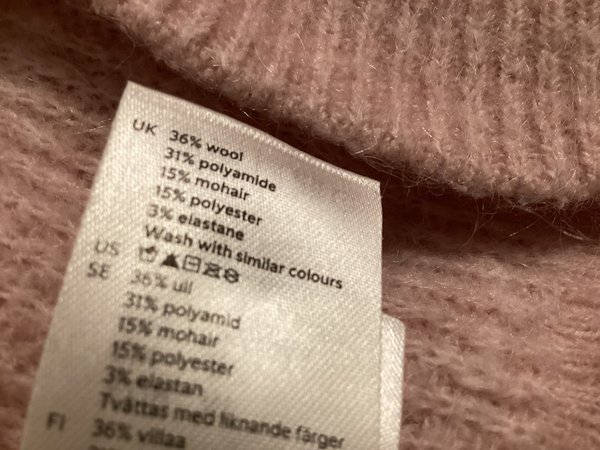 UK 36% wool
31% polyamide
15% mohair
15% polyester
3% elastane
Wash with similar colours
US
SE 36% ull
31% polyamid
15% mohair
15% polyester
3% elastan
Tvättas med liknande färger
FI 36% villaa